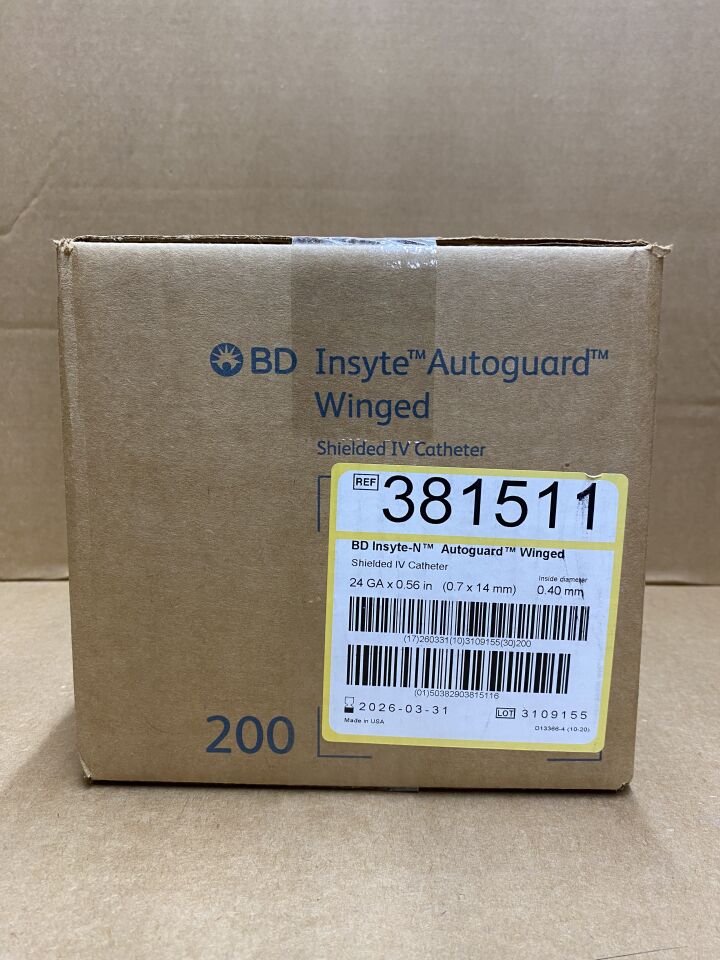 BD Insyte™ Autoguard™
Winged
Shielded IV Catheter
REF 381511
BD Insyte-N™ Autoguard™ Winged
Shielded IV Catheter
24 GA x 0.56 in (0.7 x 14 mm)
Inside diameter
0.40 mm
(17)260331(10)3109155(30)200
(01)50382903815116
2026-03-31
LOT 3109155
Made in USA
D13366-4 (10-20)
200